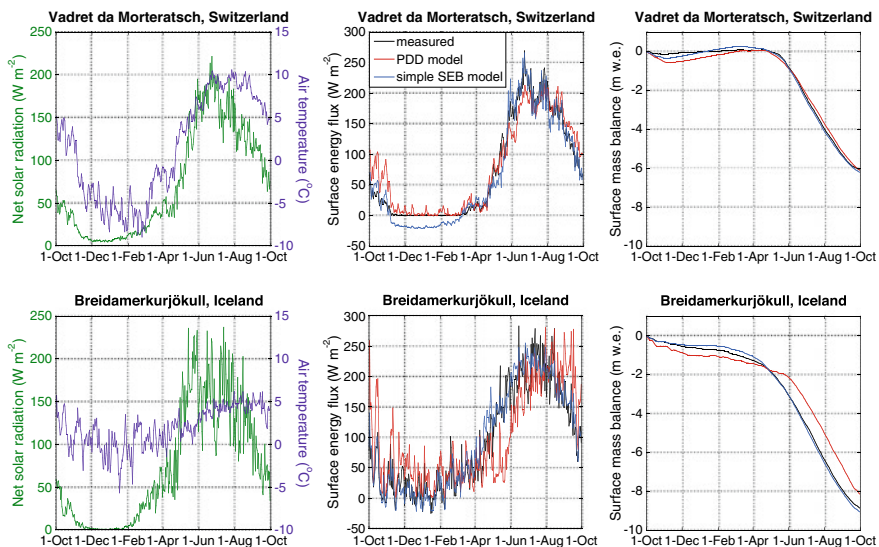 Vadret da Morteratsch, Switzerland
Net solar radiation (W m-2)
250
200
150
100
50
0
15
10
5
0
-5
-10
Air temperature (oC)
1-Oct 1-Dec 1-Feb 1-Apr 1-Jun 1-Aug 1-Oct
Vadret da Morteratsch, Switzerland
Surface energy flux (W m-2)
300
250
200
150
100
50
0
-50
measured
PDD model
simple SEB model
1-Oct 1-Dec 1-Feb 1-Apr 1-Jun 1-Aug 1-Oct
Vadret da Morteratsch, Switzerland
Surface mass balance (m w.e.)
0
-2
-4
-6
-8
-10
1-Oct 1-Dec 1-Feb 1-Apr 1-Jun 1-Aug 1-Oct
Breidamerkurjökull, Iceland
Net solar radiation (W m-2)
250
200
150
100
50
0
15
10
5
0
-5
-10
Air temperature (oC)
1-Oct 1-Dec 1-Feb 1-Apr 1-Jun 1-Aug 1-Oct
Breidamerkurjökull, Iceland
Surface energy flux (W m-2)
300
250
200
150
100
50
0
-50
1-Oct 1-Dec 1-Feb 1-Apr 1-Jun 1-Aug 1-Oct
Breidamerkurjökull, Iceland
Surface mass balance (m w.e.)
0
-2
-4
-6
-8
-10
1-Oct 1-Dec 1-Feb 1-Apr 1-Jun 1-Aug 1-Oct